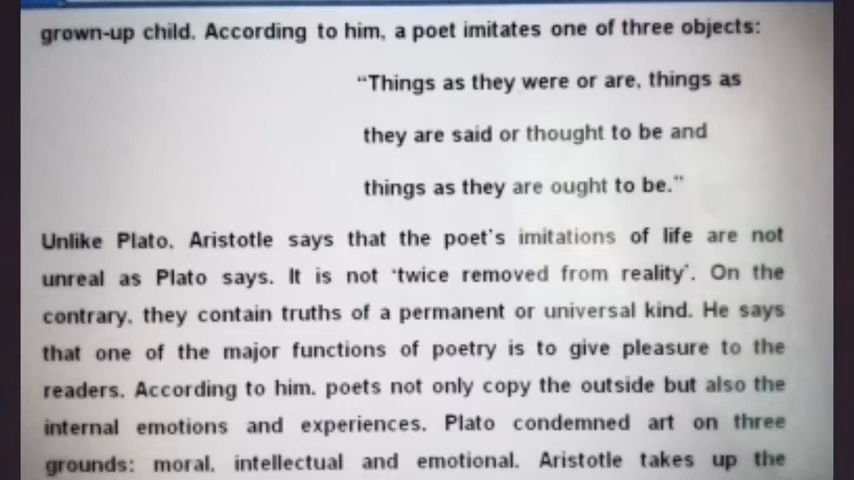 grown-up child. According to him, a poet imitates one of three objects:
“Things as they were or are, things as
they are said or thought to be and
things as they are ought to be.”
Unlike Plato, Aristotle says that the poet's imitations of life are not
unreal as Plato says. It is not ‘twice removed from reality’. On the
contrary, they contain truths of a permanent or universal kind. He says
that one of the major functions of poetry is to give pleasure to the
readers. According to him, poets not only copy the outside but also the
internal emotions and experiences. Plato condemned art on three
grounds: moral, intellectual and emotional. Aristotle takes up the